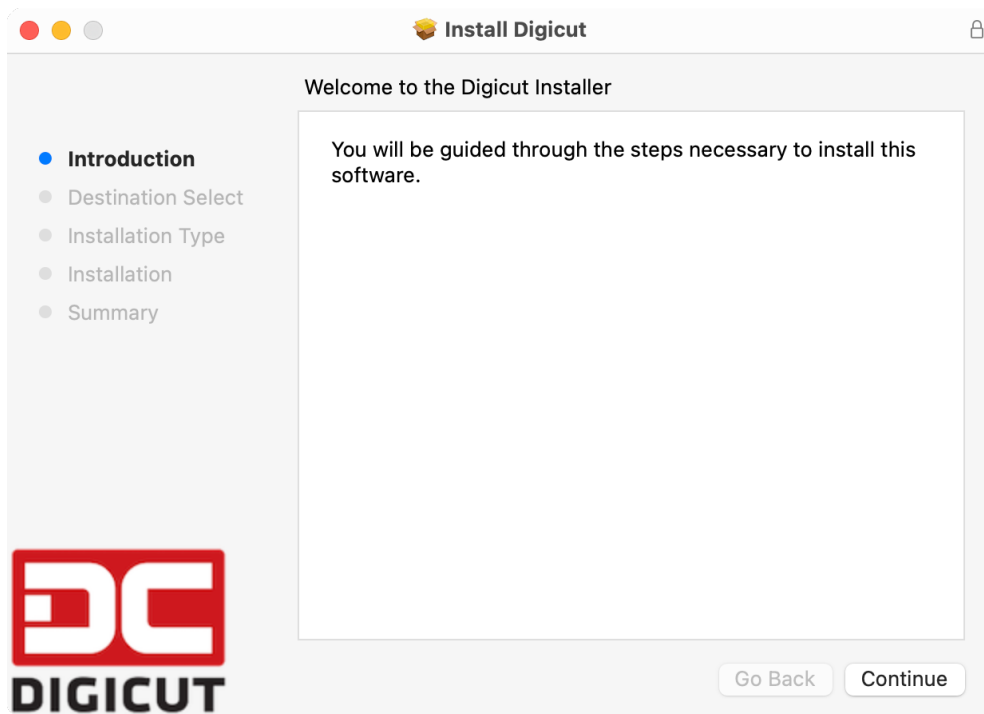 Install Digicut
Welcome to the Digicut Installer
Introduction
Destination Select
Installation Type
Installation
Summary
You will be guided through the steps necessary to install this
software.
DC
DIGICUT
Go Back
Continue